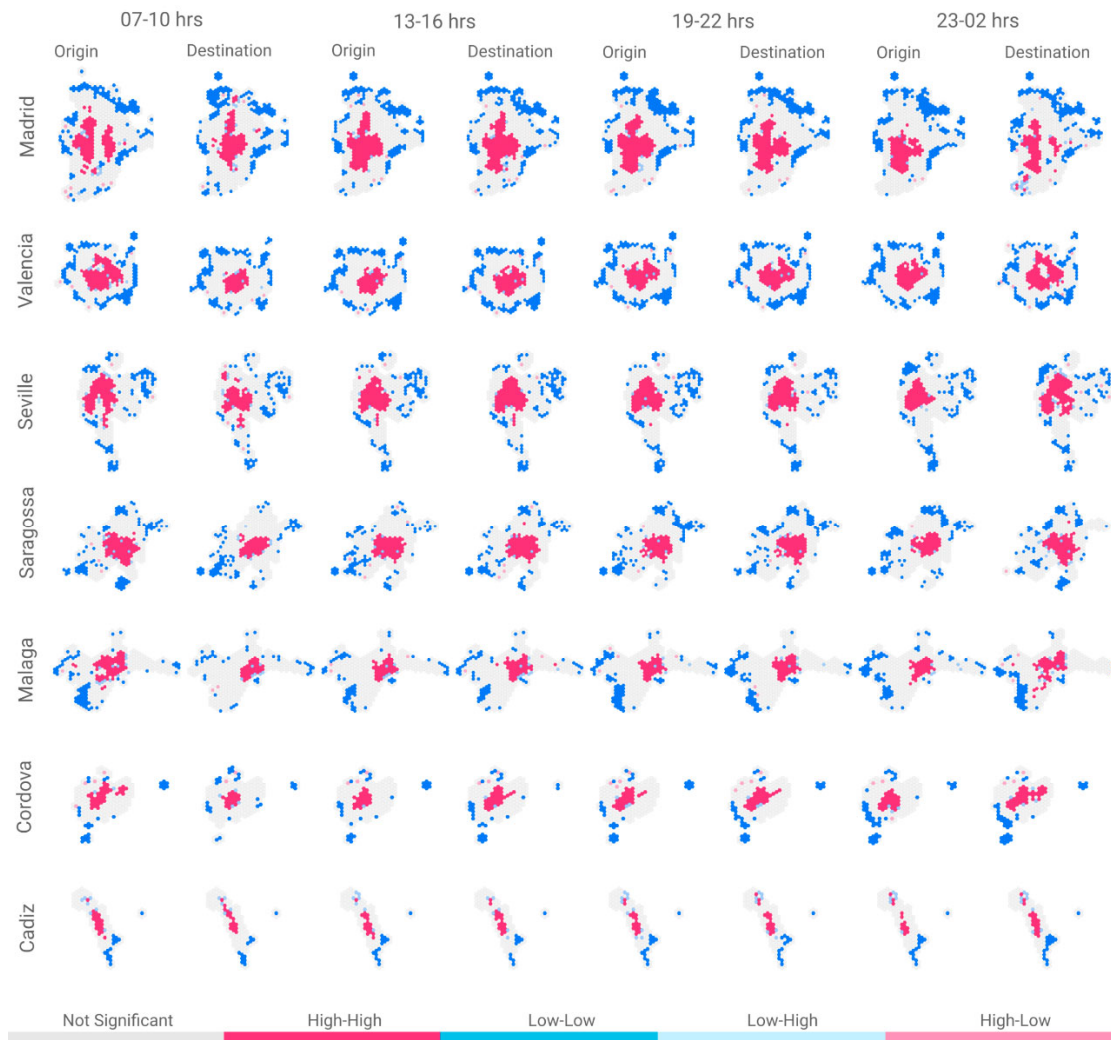 07-10 hrs 13-16 hrs 19-22 hrs 23-02 hrs
Origin Destination Origin Destination Origin Destination Origin Destination
Madrid
Valencia
Seville
Saragossa
Malaga
Cordova
Cadiz
Not Significant High-High Low-Low Low-High High-Low